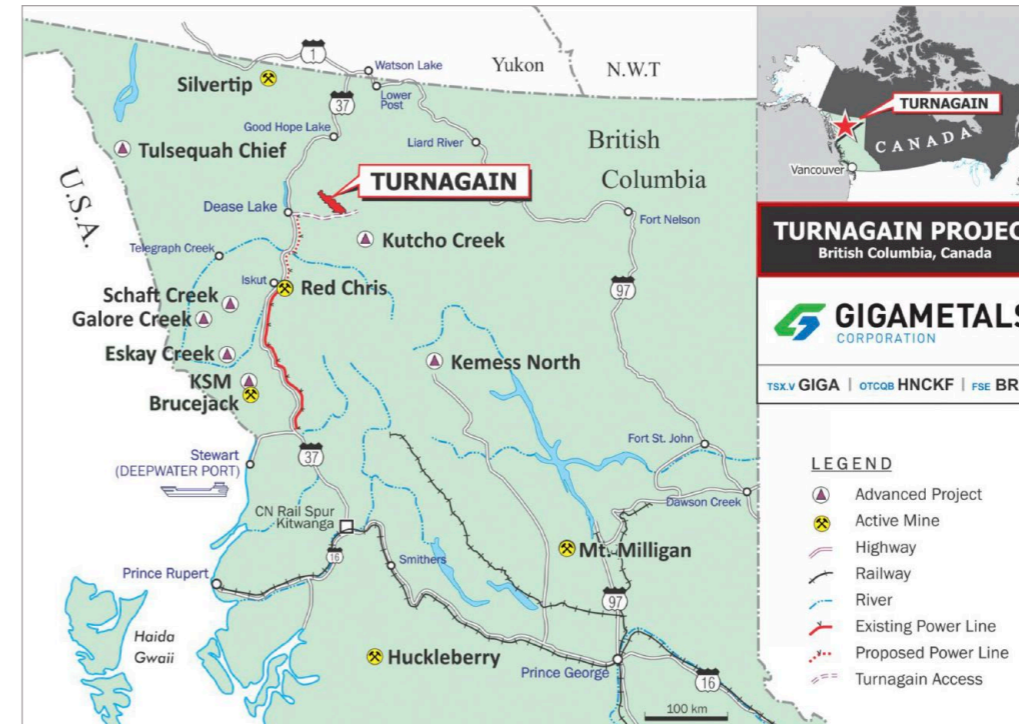 1
Watson Lake
Yukon
N.W.T
Silvertip
37
Lower
Post
Good Hope Lake
Liard River
British
Columbia
Tulsequah Chief
U.S.A.
TURNAGAIN
Dease Lake
Fort Nelson
Kutcho Creek
Telegraph Creek
Iskut
Red Chris
97
Schaft Creek
Galore Creek
Eskay Creek
Kemess North
KSM
Brucejack
Stewart
(DEEPWATER PORT)
37
Fort St. John
CN Rail Spur
Kitwanga
Dawson Creek
16
Smithers
Mt. Milligan
Prince Rupert
97
Haida
Gwaii
Huckleberry
Prince George
16
100 km
TURNAGAIN
CANADA
Vancouver
TURNAGAIN PROJEC
British Columbia, Canada
GIGAMETALS
CORPORATION
TSX.V GIGA | OTCQB HNCKF | FSE BR
LEGEND
Advanced Project
Active Mine
Highway
Railway
River
Existing Power Line
Proposed Power Line
Turnagain Access